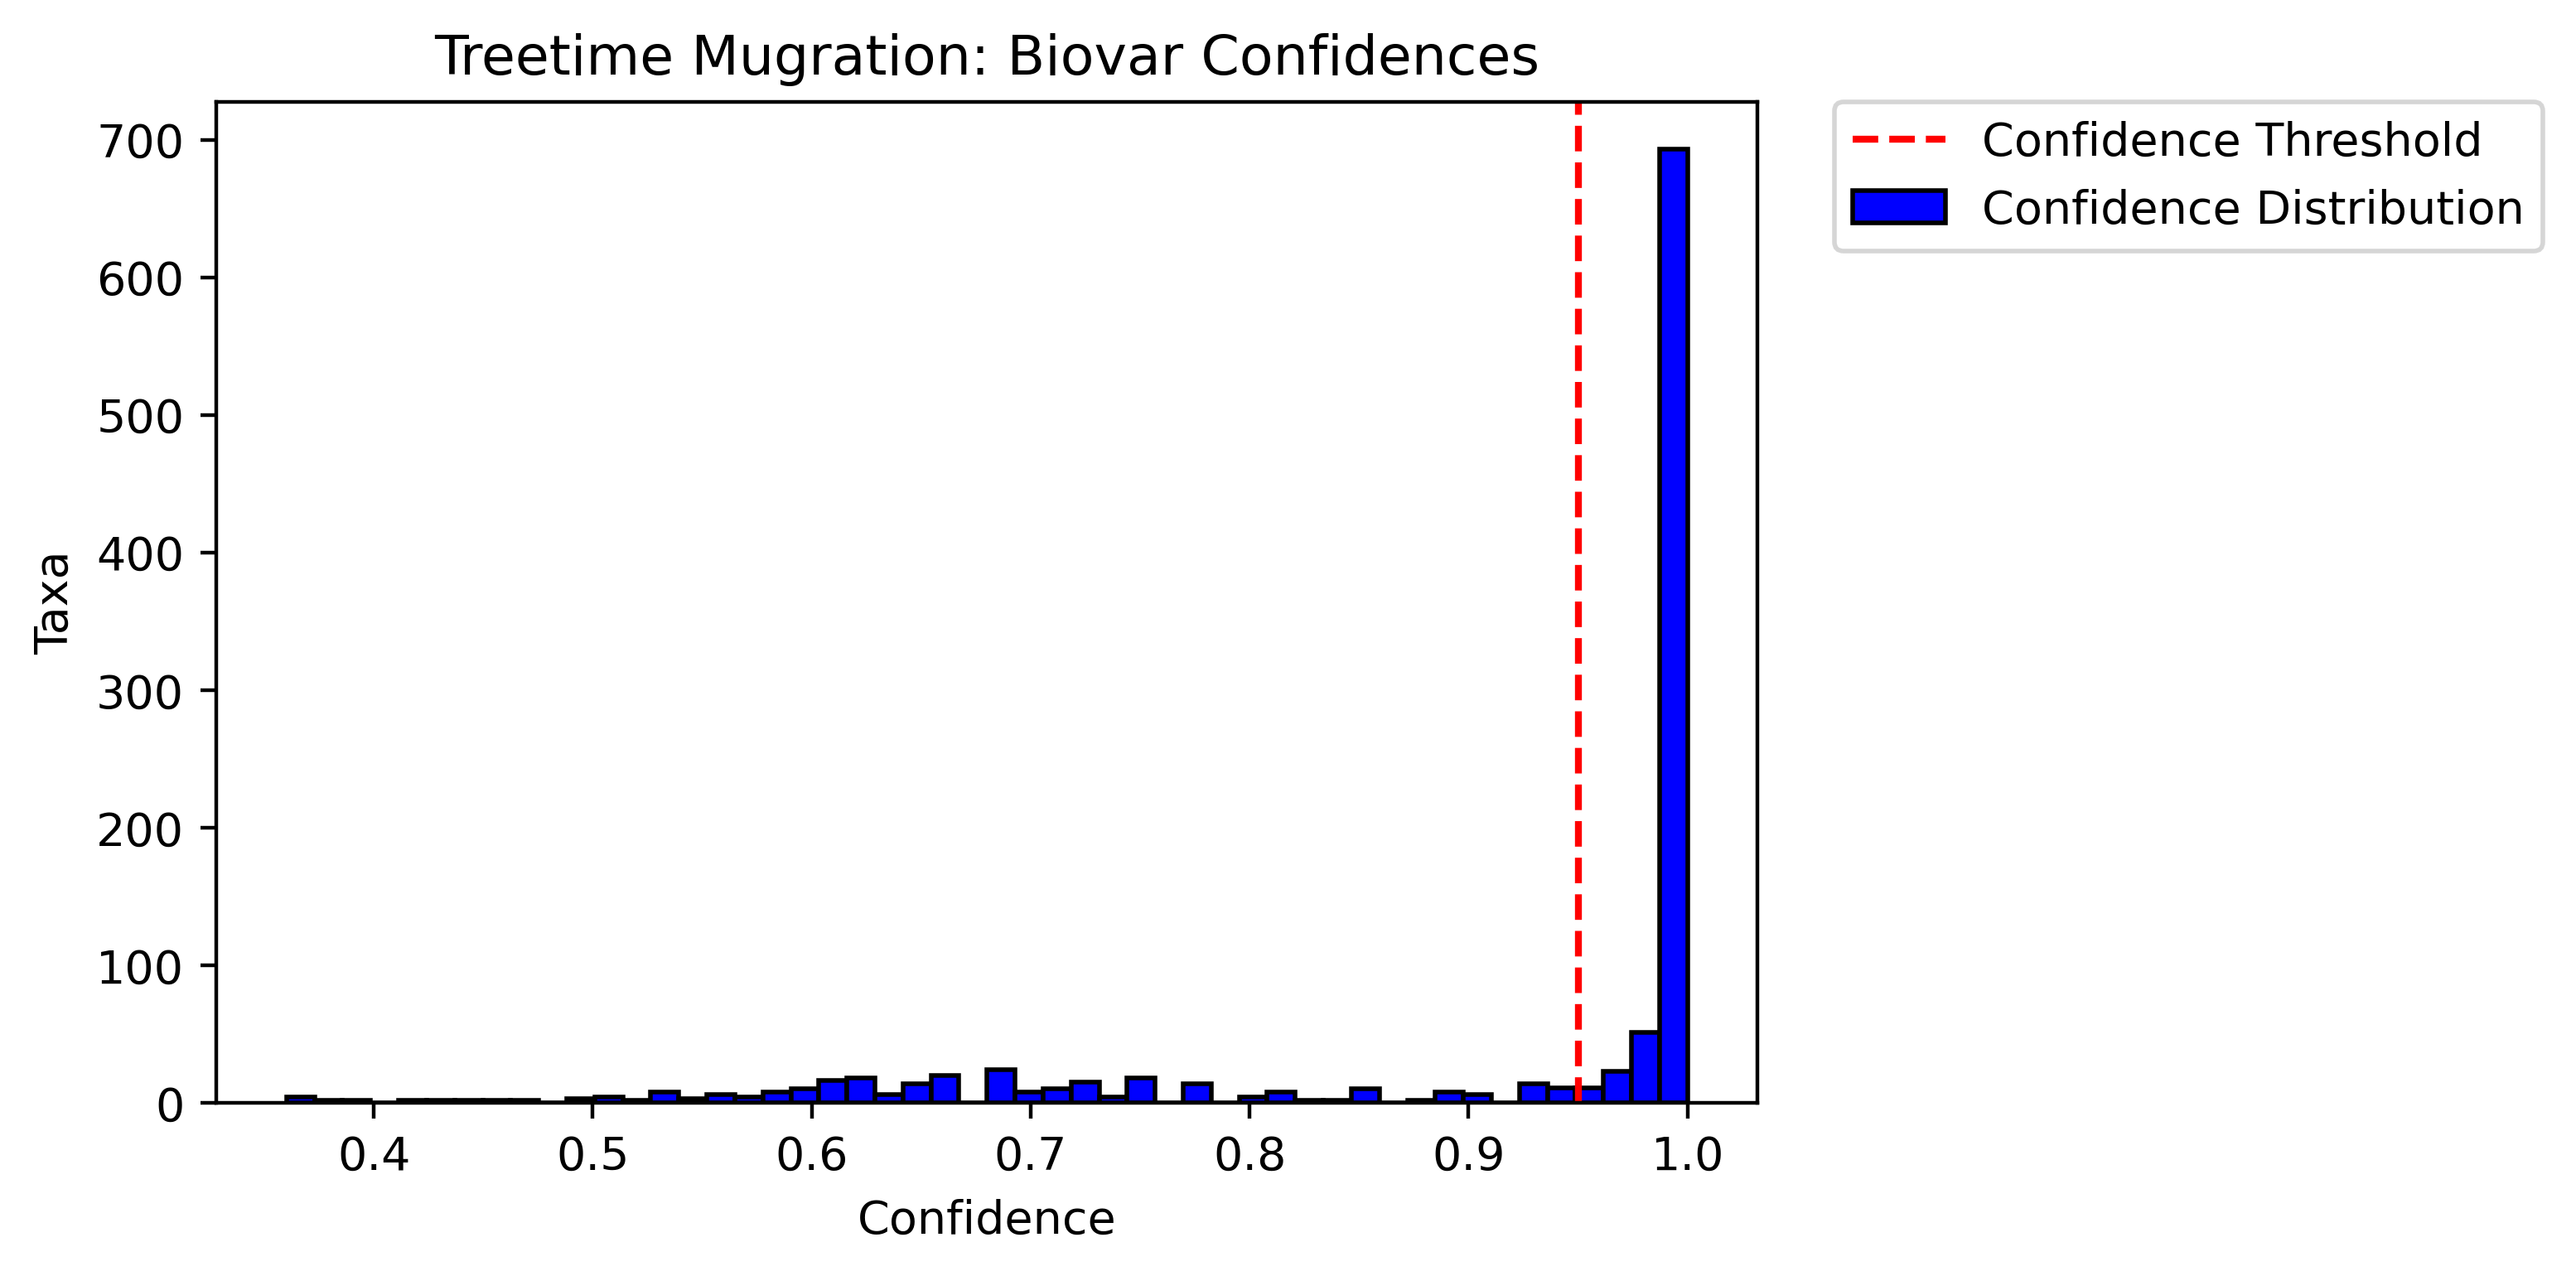 Treetime Mugration: Biovar Confidences
Confidence Threshold
Confidence Distribution
700
600
500
400
300
200
100
0
Taxa
0.4 0.5 0.6 0.7 0.8 0.9 1.0
Confidence